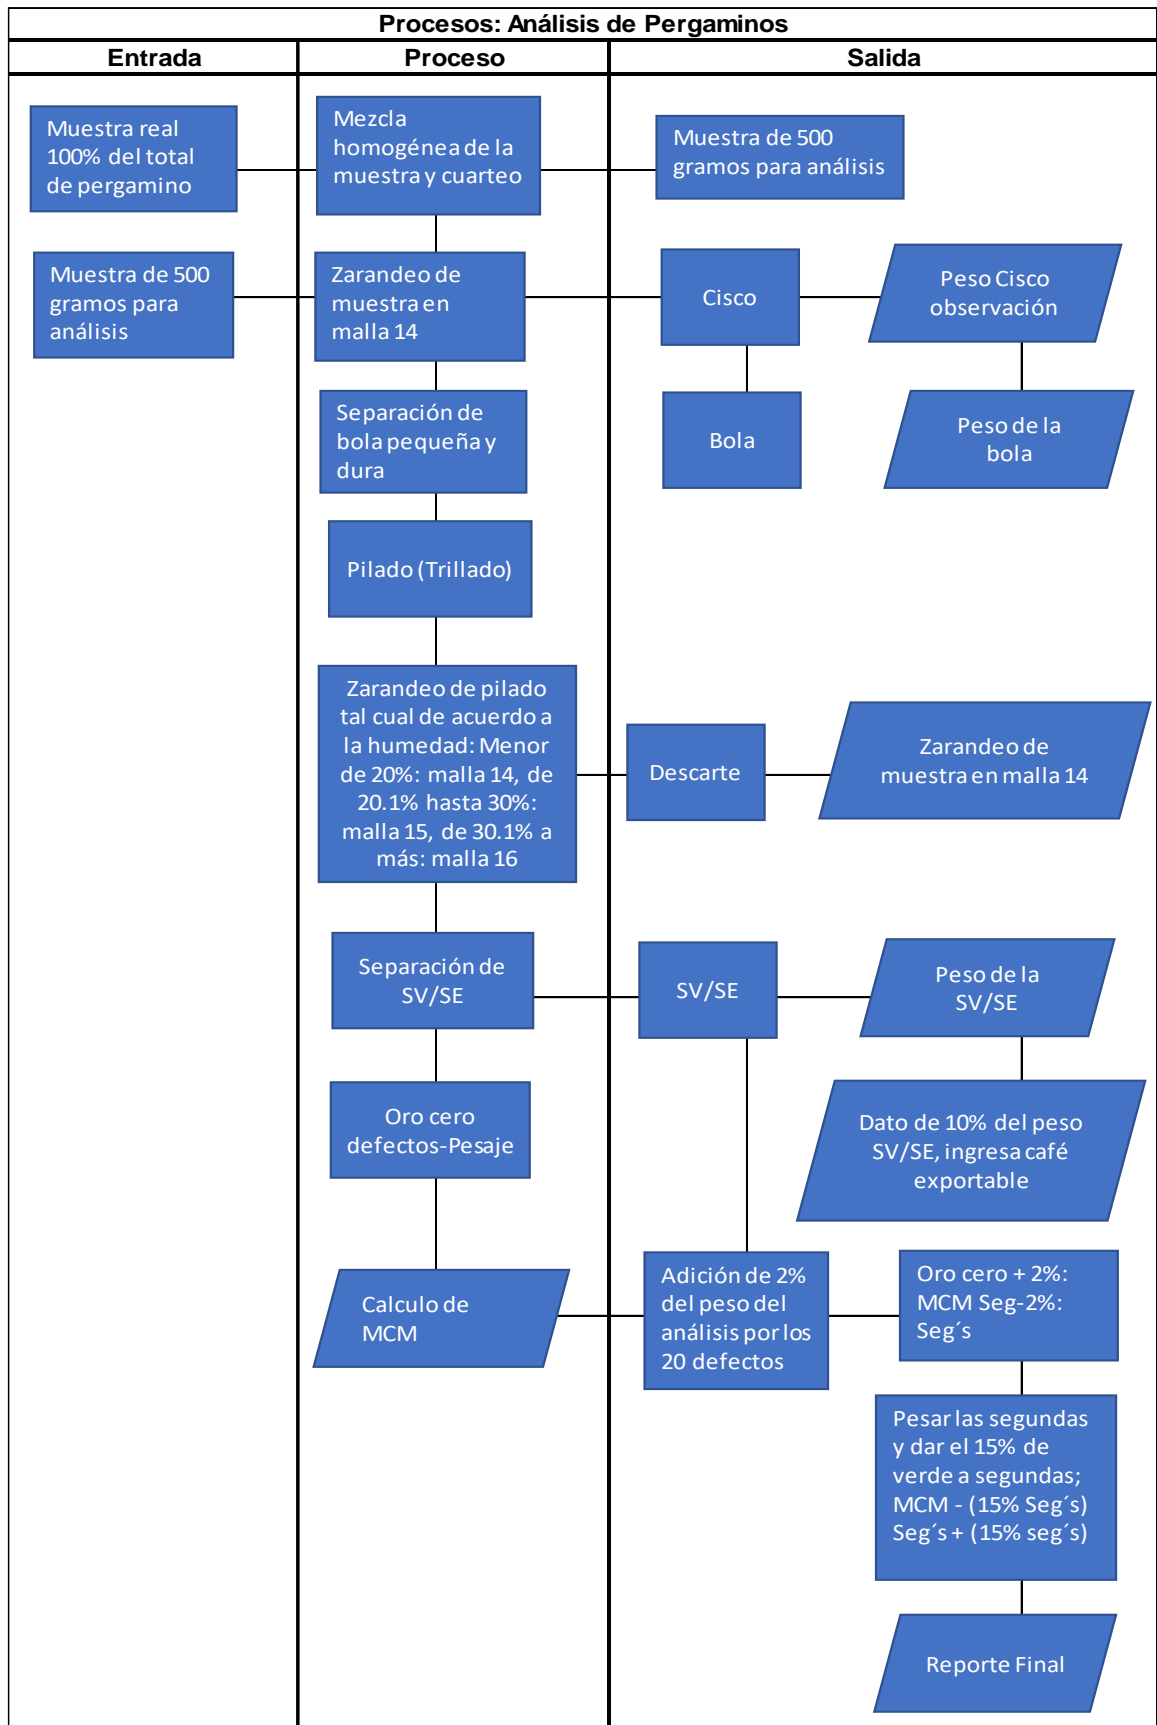 Procesos: Análisis de Pergaminos
Entrada
Proceso
Salida
Muestra real
100% del total
de pergamino
Mezcla
homogénea de la
muestra y cuarteo
Muestra de 500
gramos para análisis
Muestra de 500
gramos para
análisis
Zarandeo de
muestra en
malla 14
Cisco
Peso Cisco
observación
Separación de
bola pequeña y
dura
Bola
Peso de la
bola
Pilado (Trillado)
Zarandeo de pilado
tal cual de acuerdo a
la humedad: Menor
de 20%: malla 14, de
20.1% hasta 30%:
malla 15, de 30.1% a
más: malla 16
Descarte
Zarandeo de
muestra en malla 14
Separación de
SV/SE
SV/SE
Peso de la
SV/SE
Oro cero
defectos-Pesaje
Dato de 10% del peso
SV/SE, ingresa café
exportable
Calculo de
MCM
Adición de 2%
del peso del
análisis por los
20 defectos
Oro cero + 2%:
MCM Seg-2%:
Seg´s
Pesar las segundas
y dar el 15% de
verde a segundas;
MCM - (15% Seg´s)
Seg´s + (15% seg´s)
Reporte Final